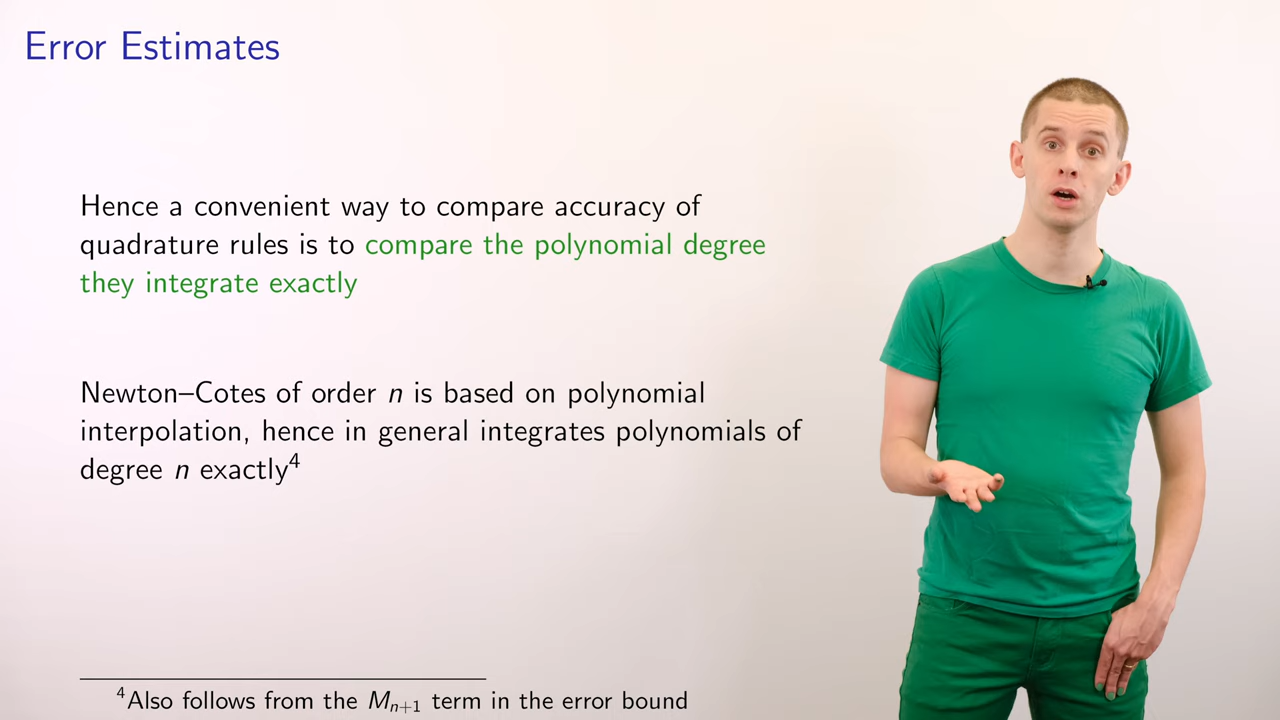 Error Estimates
Hence a convenient way to compare accuracy of
quadrature rules is to compare the polynomial degree
they integrate exactly
Newton–Cotes of order n is based on polynomial
interpolation, hence in general integrates polynomials of
degree n exactly⁴
⁴Also follows from the Mₙ₊₁ term in the error bound